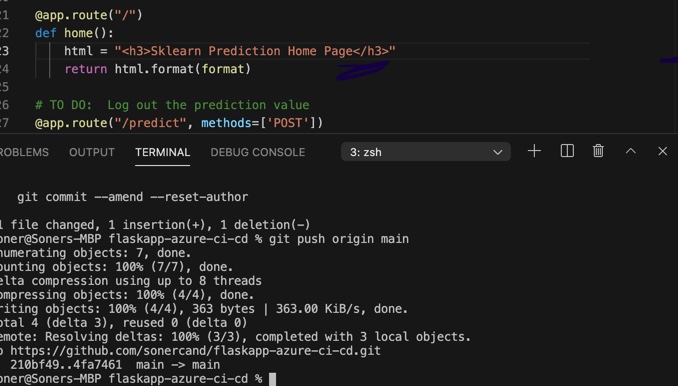 21 @app.route("/")
22 def home():
23 html = "<h3>Sklearn Prediction Home Page</h3>"
24 return html.format(format)
25
26 # TO DO: Log out the prediction value
27 @app.route("/predict", methods=['POST'])
ROBLEMS OUTPUT TERMINAL DEBUG CONSOLE 3: zsh
git commit --amend --reset-author
1 file changed, 1 insertion(+), 1 deletion(-)
oner@Soners-MBP flaskapp-azure-ci-cd % git push origin main
numerating objects: 7, done.
ounting objects: 100% (7/7), done.
elta compression using up to 8 threads
ompressing objects: 100% (4/4), done.
riting objects: 100% (4/4), 363 bytes | 363.00 KiB/s, done.
otal 4 (delta 3), reused 0 (delta 0)
emote: Resolving deltas: 100% (3/3), completed with 3 local objects.
o https://github.com/sonercand/flaskapp-azure-ci-cd.git
210bf49..4fa7461 main -> main
oner@Soners-MBP flaskapp-azure-ci-cd %